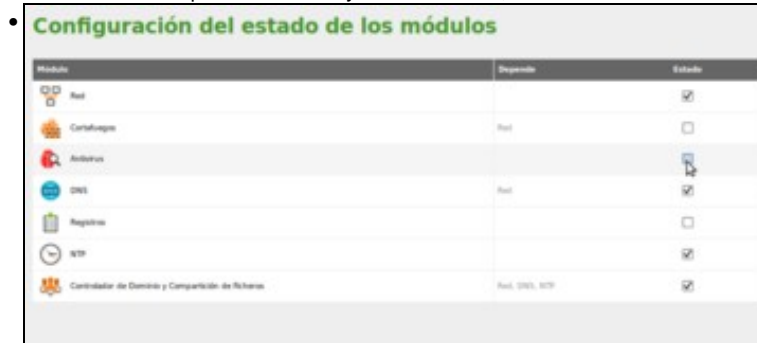 Configuración del estado de los módulos
Módulo Depende Estado
Red
Cortafuegos Red
Antivirus
DNS Red
Registros
NTP
Controlador de Dominio y Compartición de ficheros Red, DNS, NTP